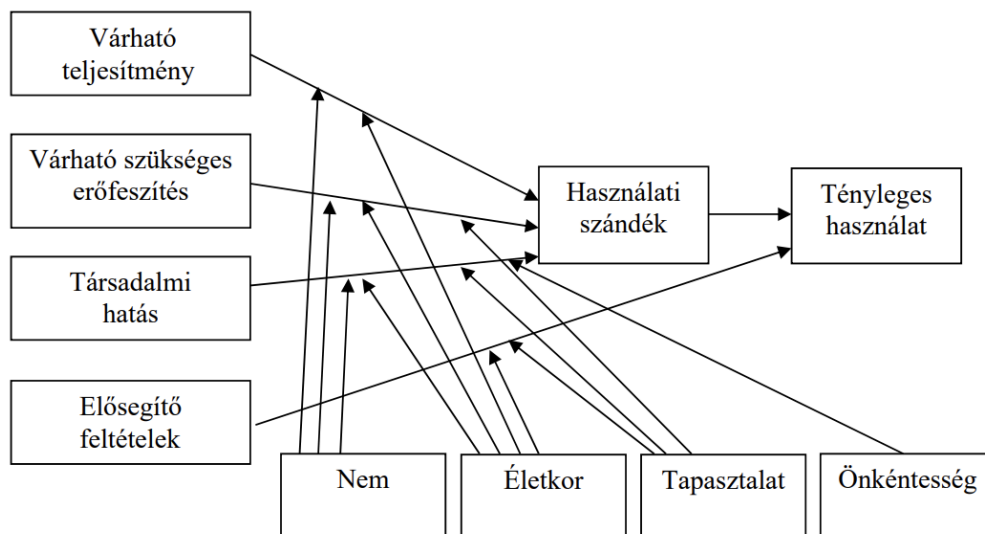 Várható
teljesítmény
Várható szükséges
erőfeszítés
Társadalmi
hatás
Elősegítő
feltételek
Használati
szándék
Tényleges
használat
Nem
Életkor
Tapasztalat
Önkéntesség